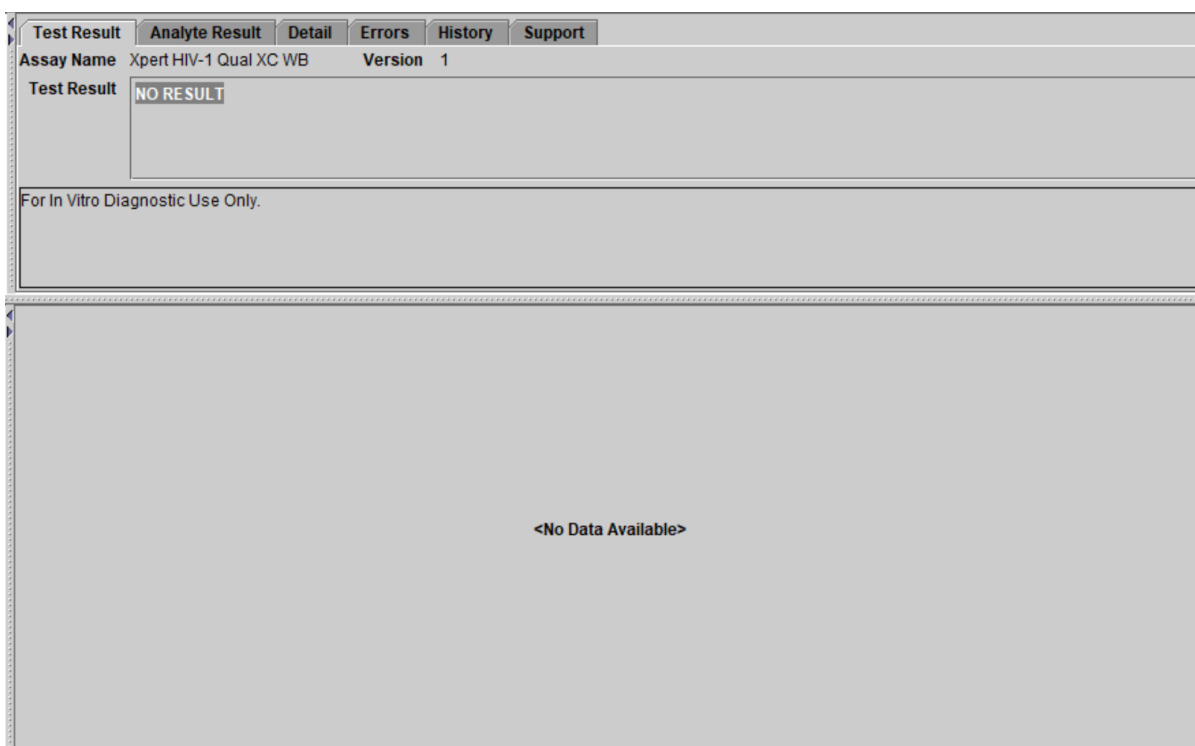 Test Result Analyte Result Detail Errors History Support
Assay Name Xpert HIV-1 Qual XC WB Version 1
Test Result NO RESULT
For In Vitro Diagnostic Use Only.
<No Data Available>